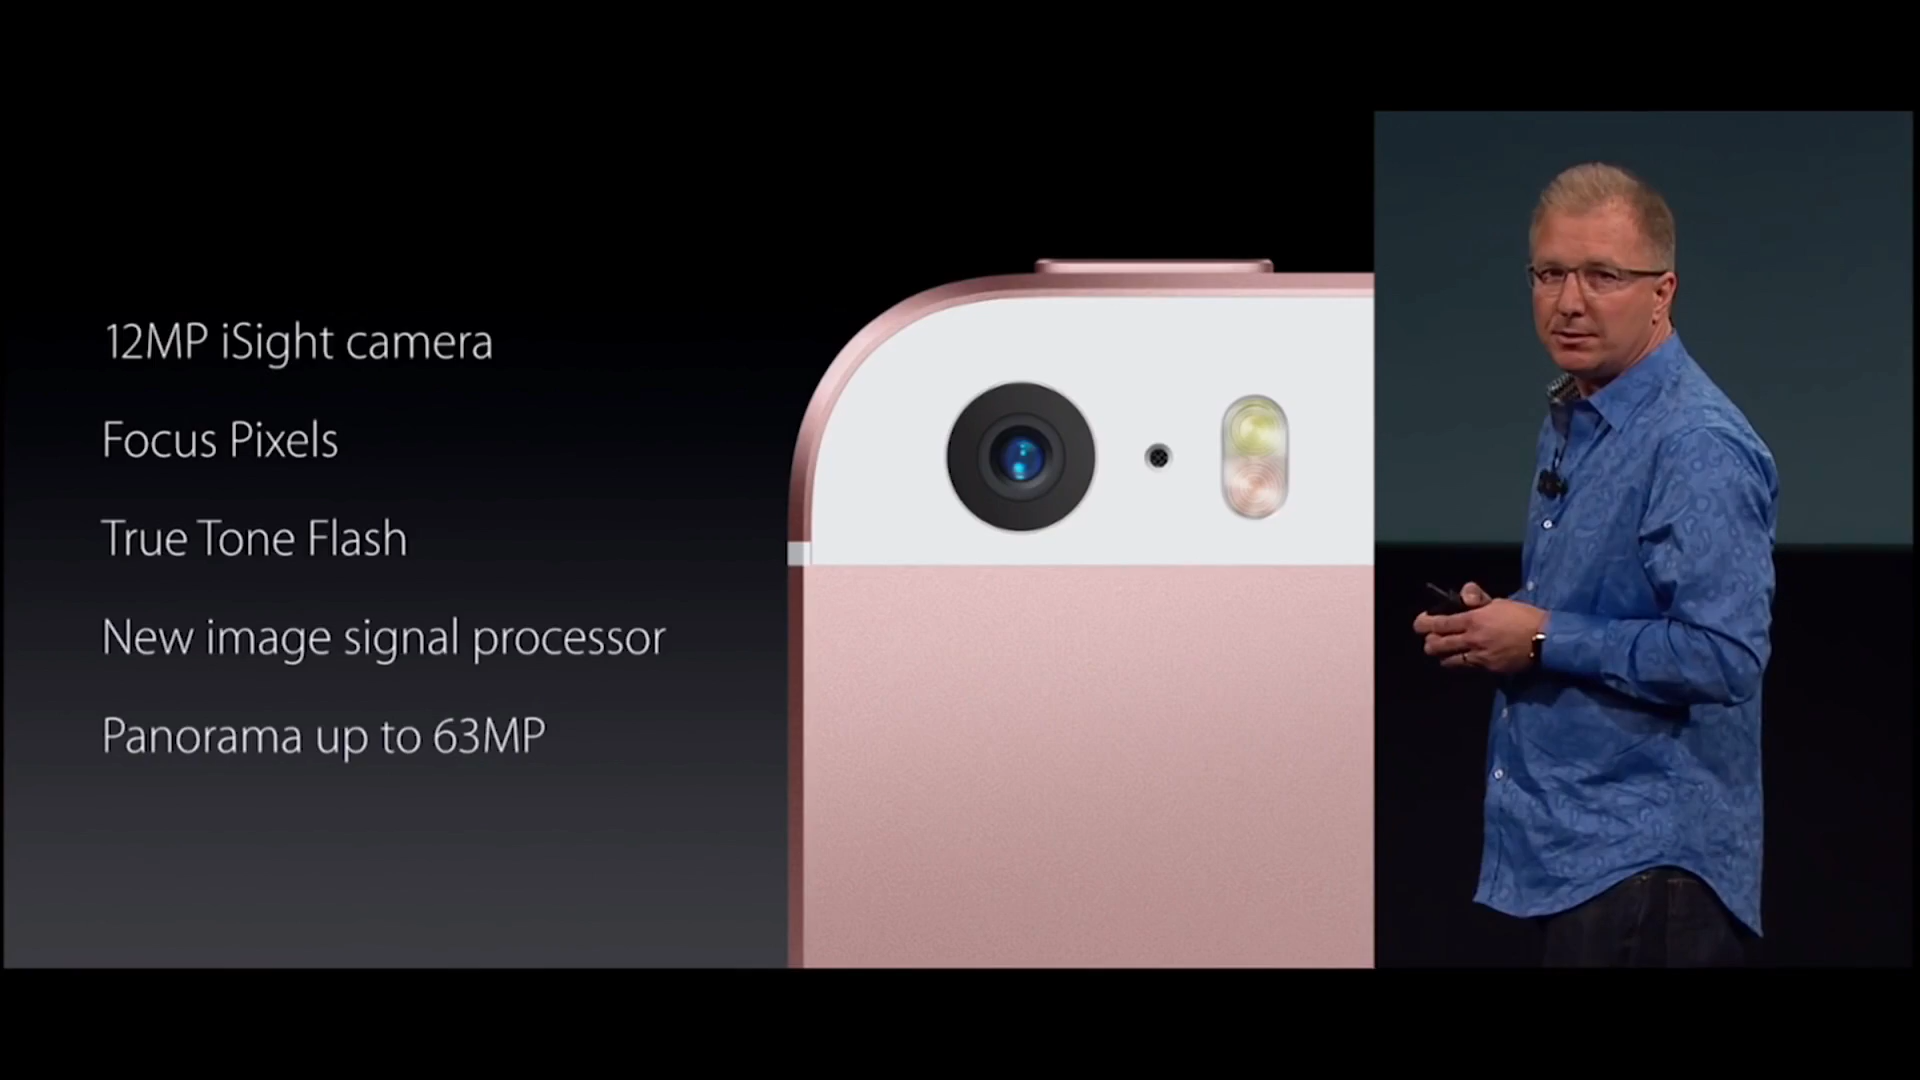 12MP iSight camera
Focus Pixels
True Tone Flash
New image signal processor
Panorama up to 63MP